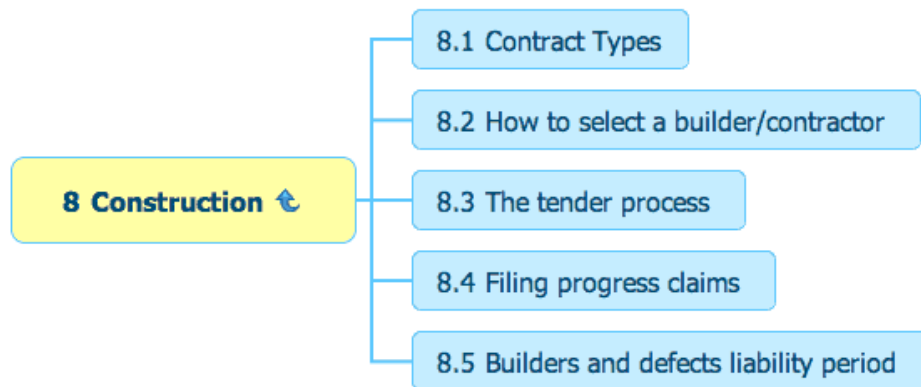 8 Construction
8.1 Contract Types
8.2 How to select a builder/contractor
8.3 The tender process
8.4 Filing progress claims
8.5 Builders and defects liability period